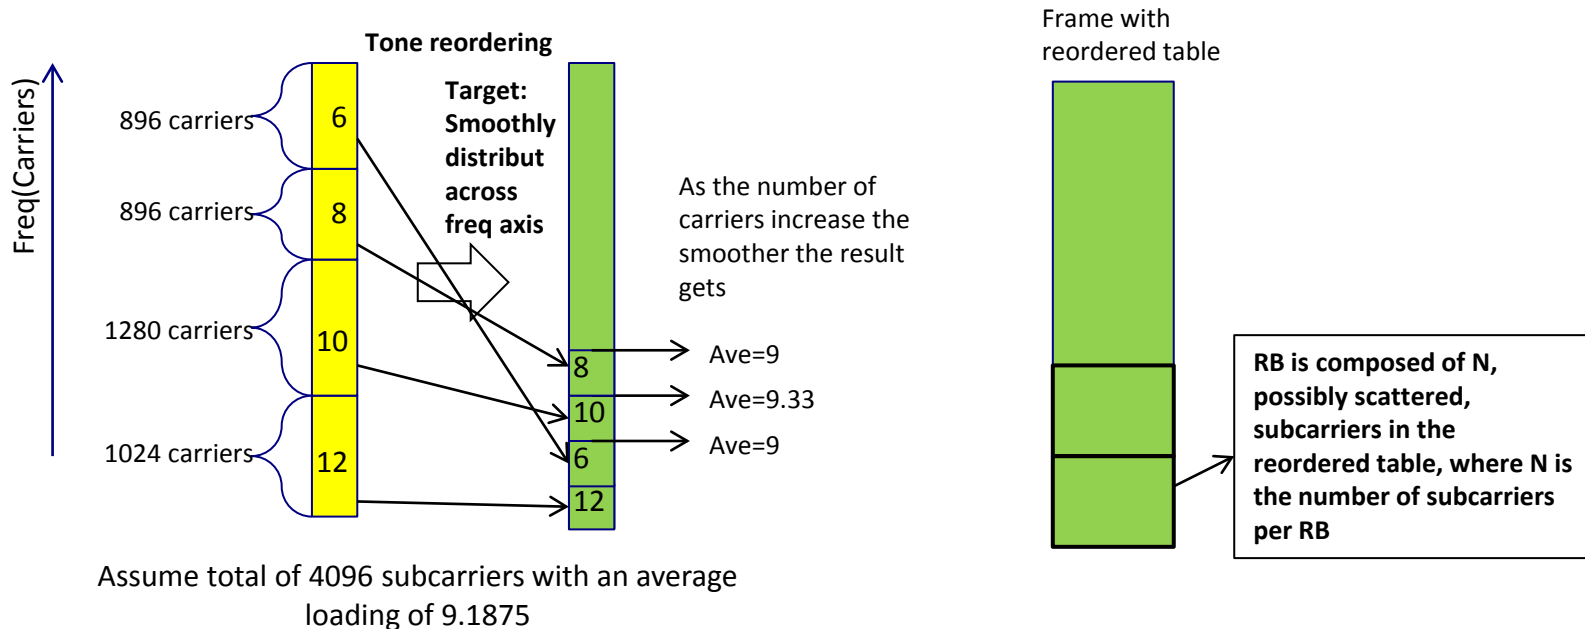 Tone reordering
Freq(Carriers)
896 carriers
896 carriers
1280 carriers
1024 carriers
6
8
10
12
Target:
Smoothly
distribut
across
freq axis
8
10
6
12
As the number of
carriers increase the
smoother the result
gets
Ave=9
Ave=9.33
Ave=9
Assume total of 4096 subcarriers with an average
loading of 9.1875
Frame with
reordered table
RB is composed of N,
possibly scattered,
subcarriers in the
reordered table, where N is
the number of subcarriers
per RB